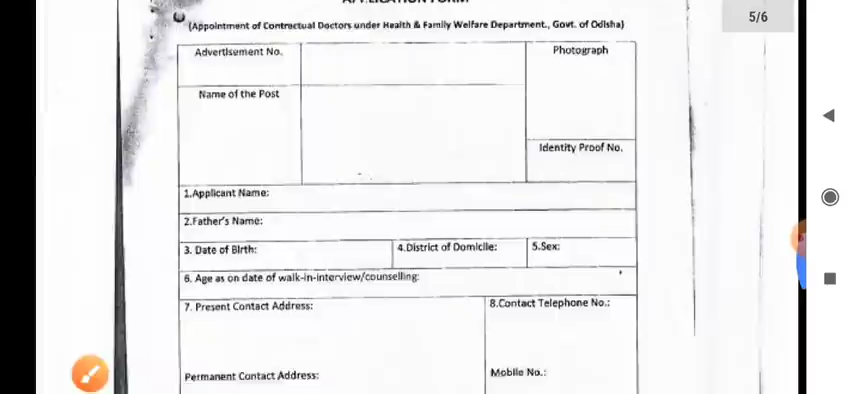 APPLICATION FORM
(Appointment of Contractual Doctors under Health & Family Welfare Department., Govt. of Odisha)
5/6
Advertisement No.
Photograph
Name of the Post
Identity Proof No.
1.Applicant Name:
2.Father's Name:
3. Date of Birth:
4.District of Domicile:
5.Sex:
6. Age as on date of walk-in-interview/counselling:
7. Present Contact Address:
8.Contact Telephone No.:
Permanent Contact Address:
Mobile No.: